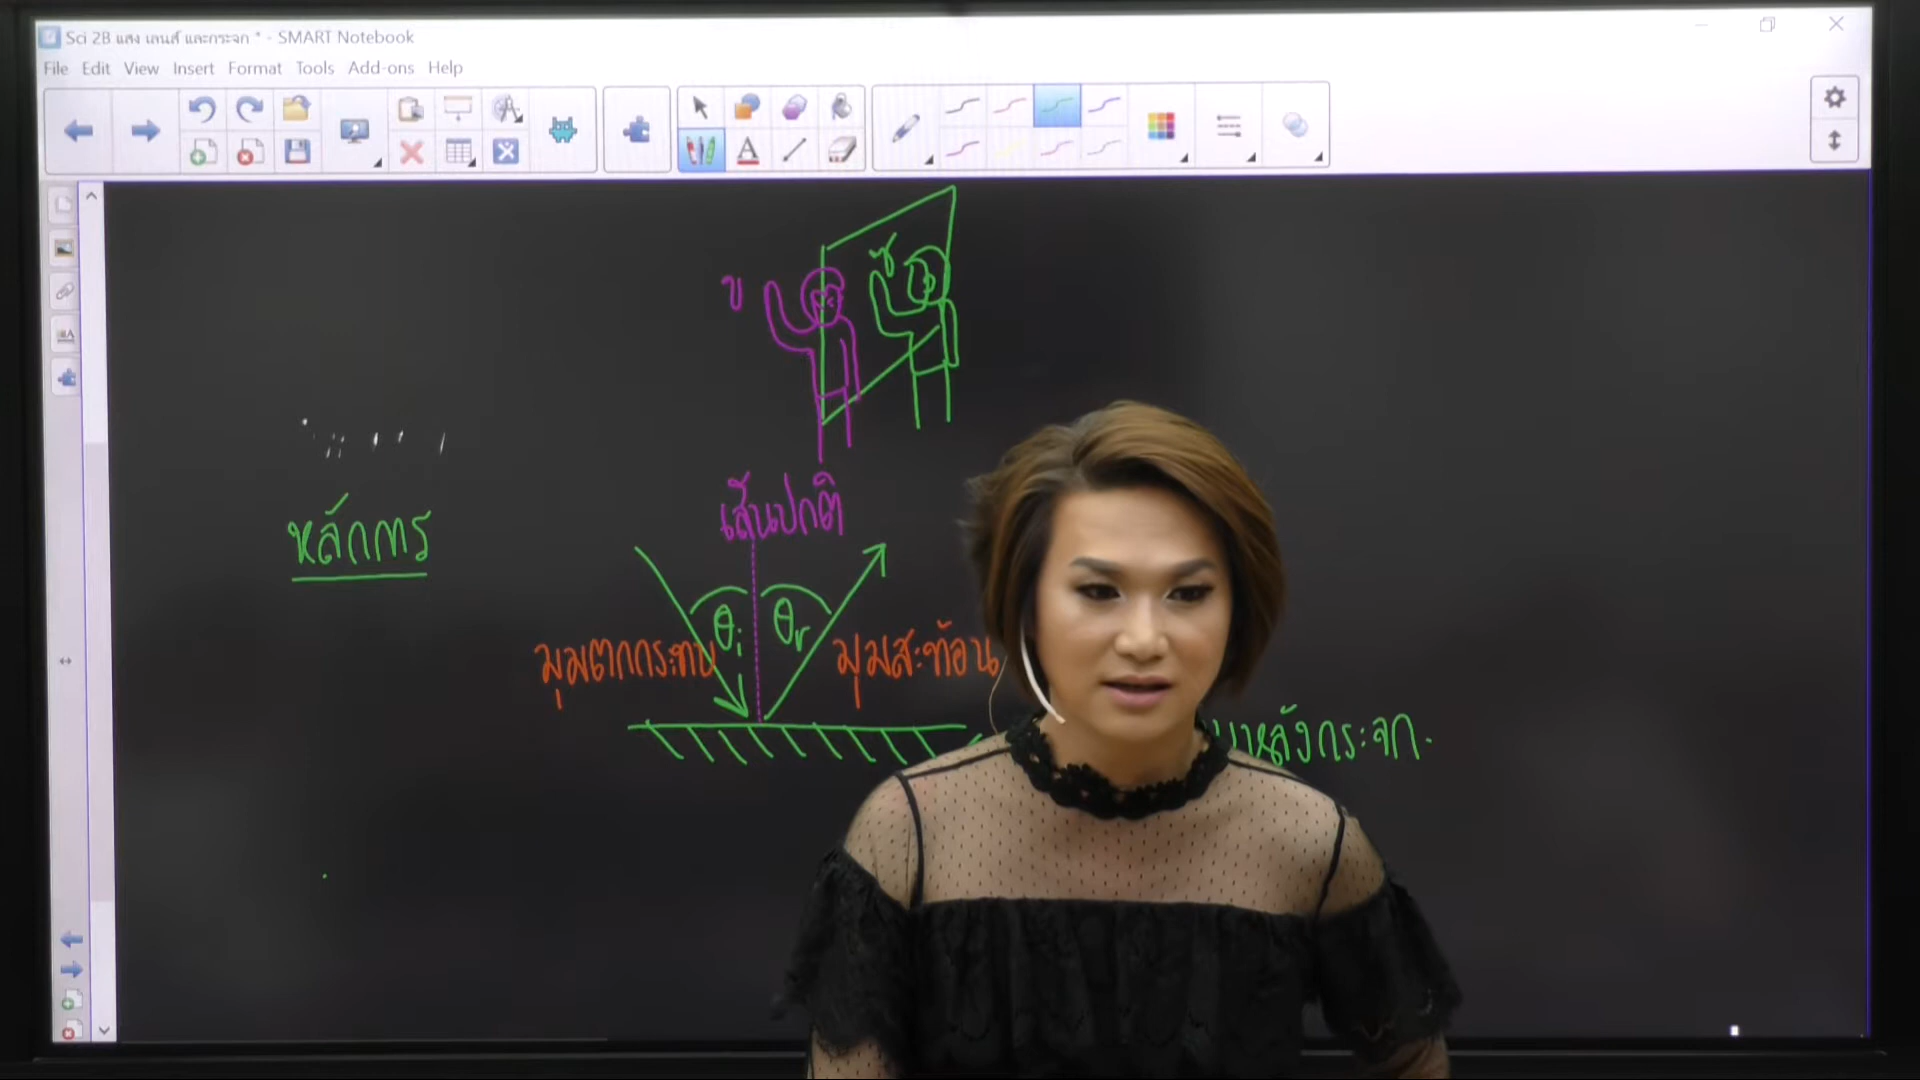 Sci 2B แสง เลนส์ และกระจก * - SMART Notebook
File Edit View Insert Format Tools Add-ons Help
ข
ซ
เส้นปกติ
หลักการ
θi θr
มุมตกกระทบ มุมสะท้อน
หลังกระจก